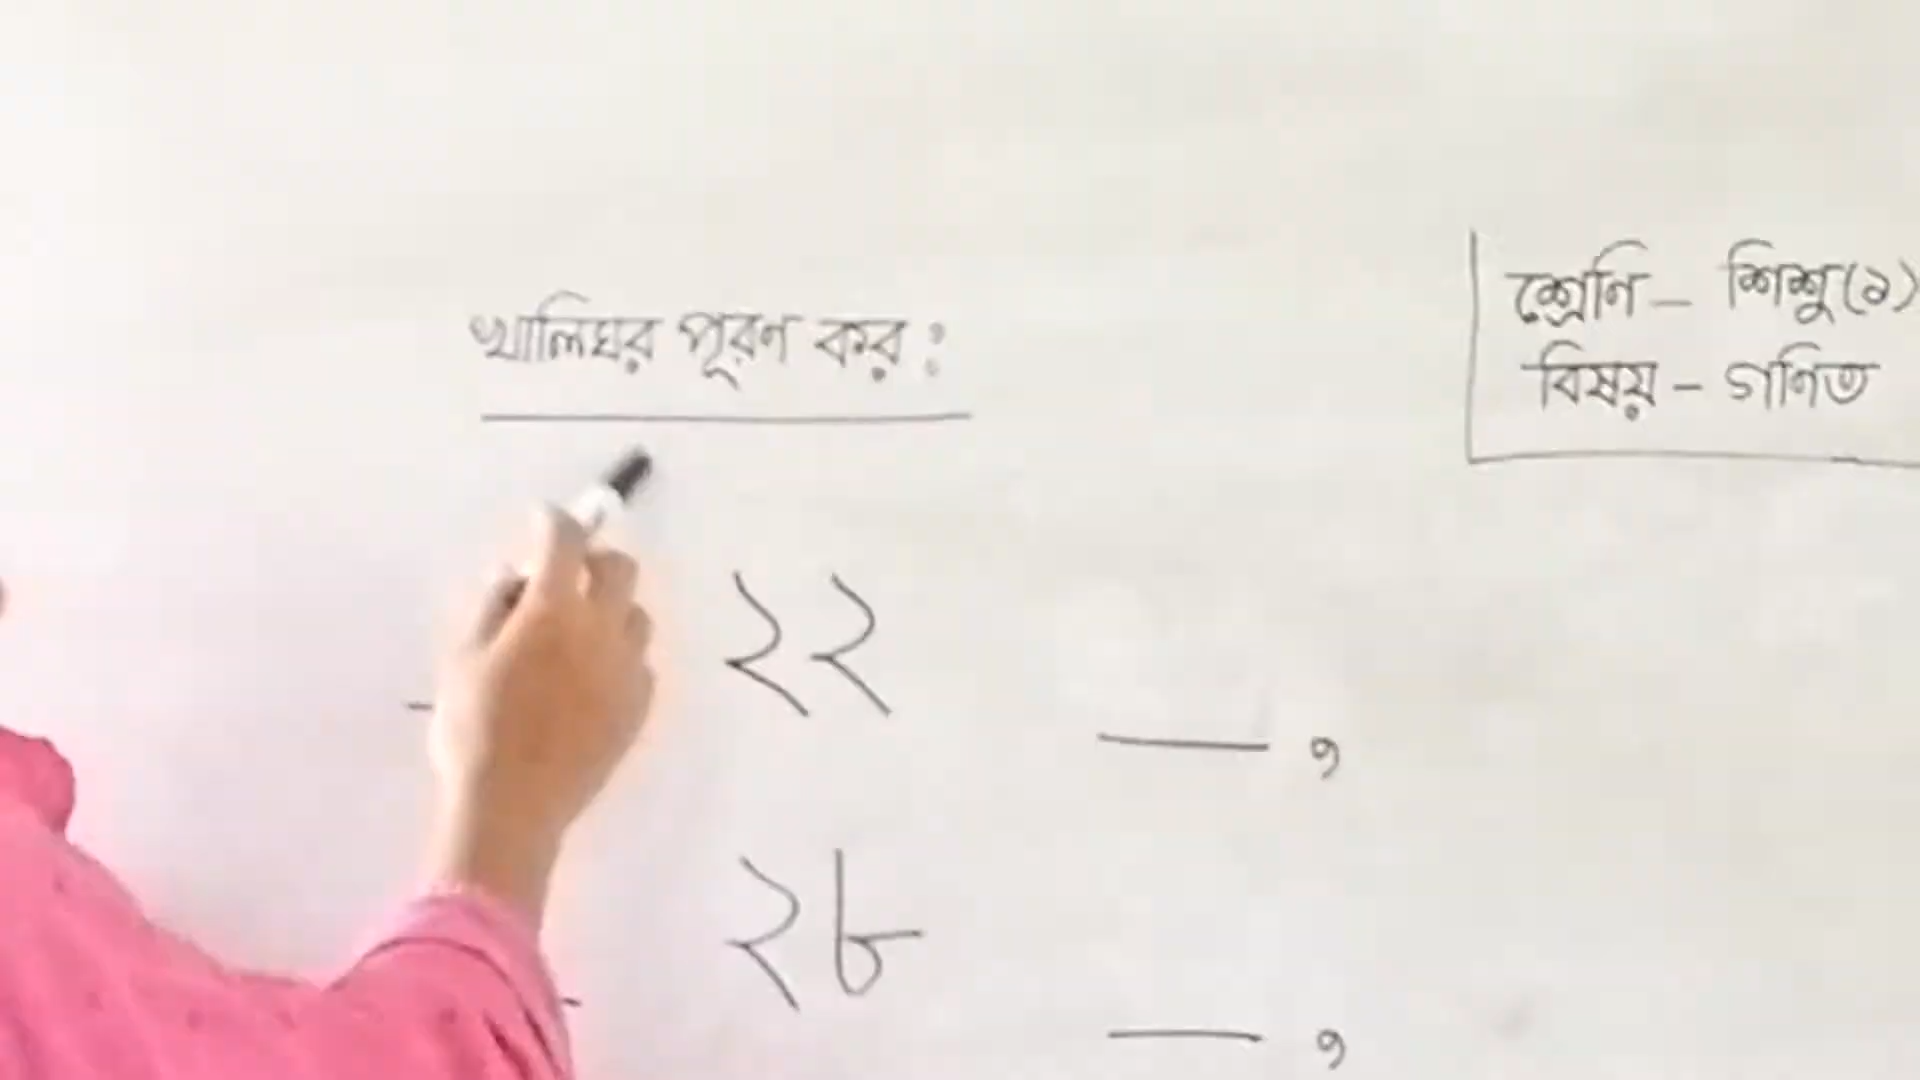 শ্রেণি - শিশু(১)
বিষয় - গণিত
খালিঘর পূরণ কর :
২২ — ,
২৮ — ,